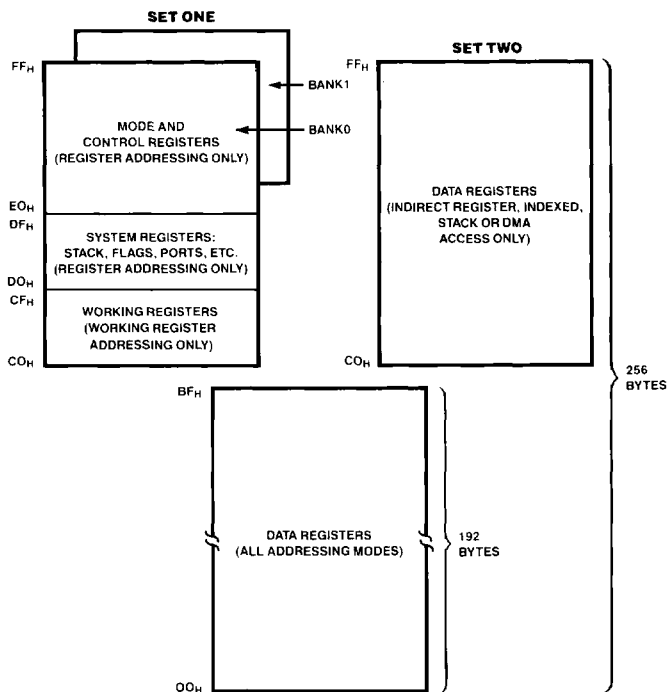 SET ONE
FFH
BANK1
BANK0
MODE AND
CONTROL REGISTERS
(REGISTER ADDRESSING ONLY)
EOH
DFH
SYSTEM REGISTERS:
STACK, FLAGS, PORTS, ETC.
(REGISTER ADDRESSING ONLY)
DOH
CFH
WORKING REGISTERS
(WORKING REGISTER
ADDRESSING ONLY)
COH
SET TWO
FFH
DATA REGISTERS
(INDIRECT REGISTER, INDEXED,
STACK OR DMA
ACCESS ONLY)
COH
256
BYTES
BFH
DATA REGISTERS
(ALL ADDRESSING MODES)
192
BYTES
OOH